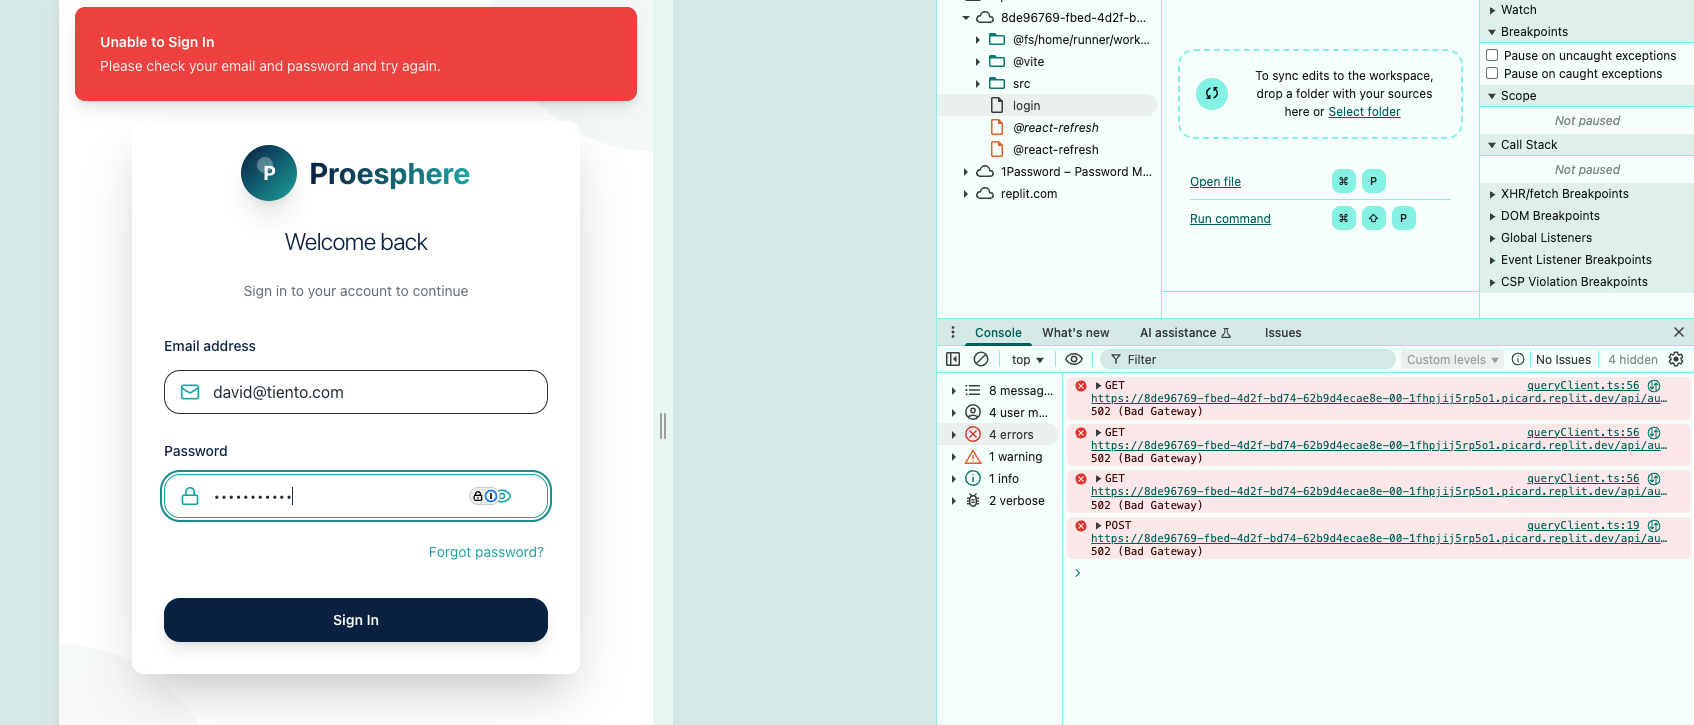 Unable to Sign In
Please check your email and password and try again.
P
Proesphere
Welcome back
Sign in to your account to continue
Email address
david@tiento.com
Password
•••••••••••
Forgot password?
Sign In
8de96769-fbed-4d2f-b...
@fs/home/runner/work...
@vite
src
login
@react-refresh
@react-refresh
1Password – Password M...
replit.com
To sync edits to the workspace,
drop a folder with your sources
here or Select folder
Open file
⌘ P
Run command
⌘ ⇧ P
Watch
Breakpoints
Pause on uncaught exceptions
Pause on caught exceptions
Scope
Not paused
Call Stack
Not paused
XHR/fetch Breakpoints
DOM Breakpoints
Global Listeners
Event Listener Breakpoints
CSP Violation Breakpoints
Console What's new AI assistance Issues
top Filter Custom levels No Issues 4 hidden
8 messag...
4 user m...
4 errors
1 warning
1 info
2 verbose
GET queryClient.ts:56
https://8de96769-fbed-4d2f-bd74-62b9d4ecae8e-00-1fhpjij5rp5o1.picard.replit.dev/api/au…
502 (Bad Gateway)
GET queryClient.ts:56
https://8de96769-fbed-4d2f-bd74-62b9d4ecae8e-00-1fhpjij5rp5o1.picard.replit.dev/api/au…
502 (Bad Gateway)
GET queryClient.ts:56
https://8de96769-fbed-4d2f-bd74-62b9d4ecae8e-00-1fhpjij5rp5o1.picard.replit.dev/api/au…
502 (Bad Gateway)
POST queryClient.ts:19
https://8de96769-fbed-4d2f-bd74-62b9d4ecae8e-00-1fhpjij5rp5o1.picard.replit.dev/api/au…
502 (Bad Gateway)